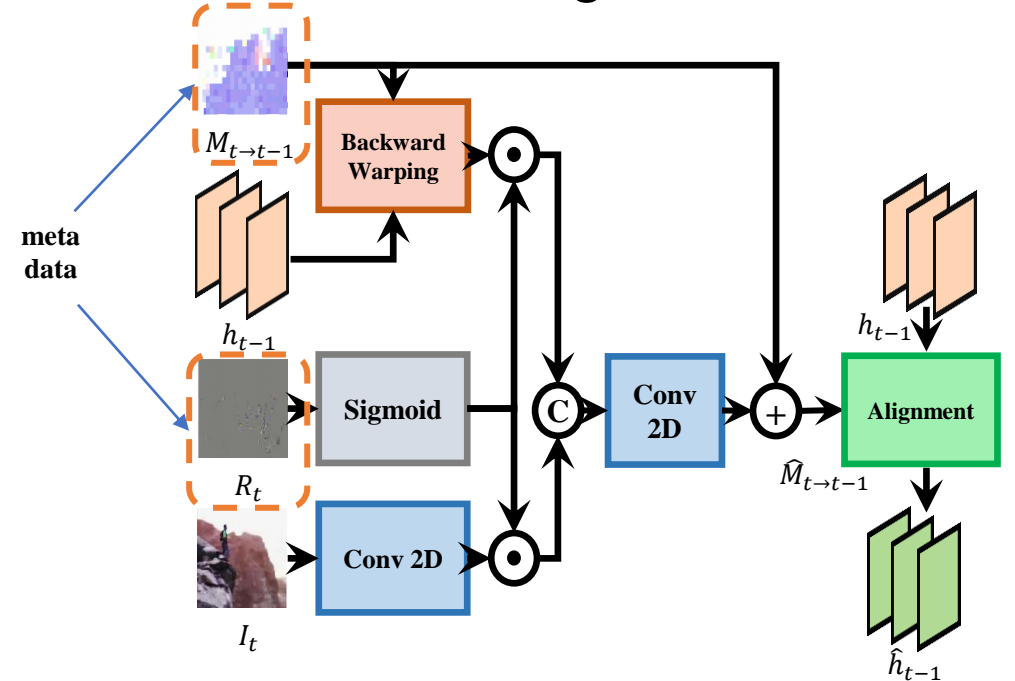 M_{t→t−1}
Backward
Warping
meta
data
h_{t−1}
h_{t−1}
Sigmoid
C
Conv
2D
+
Alignment
M̂_{t→t−1}
R_t
Conv 2D
I_t
ĥ_{t−1}